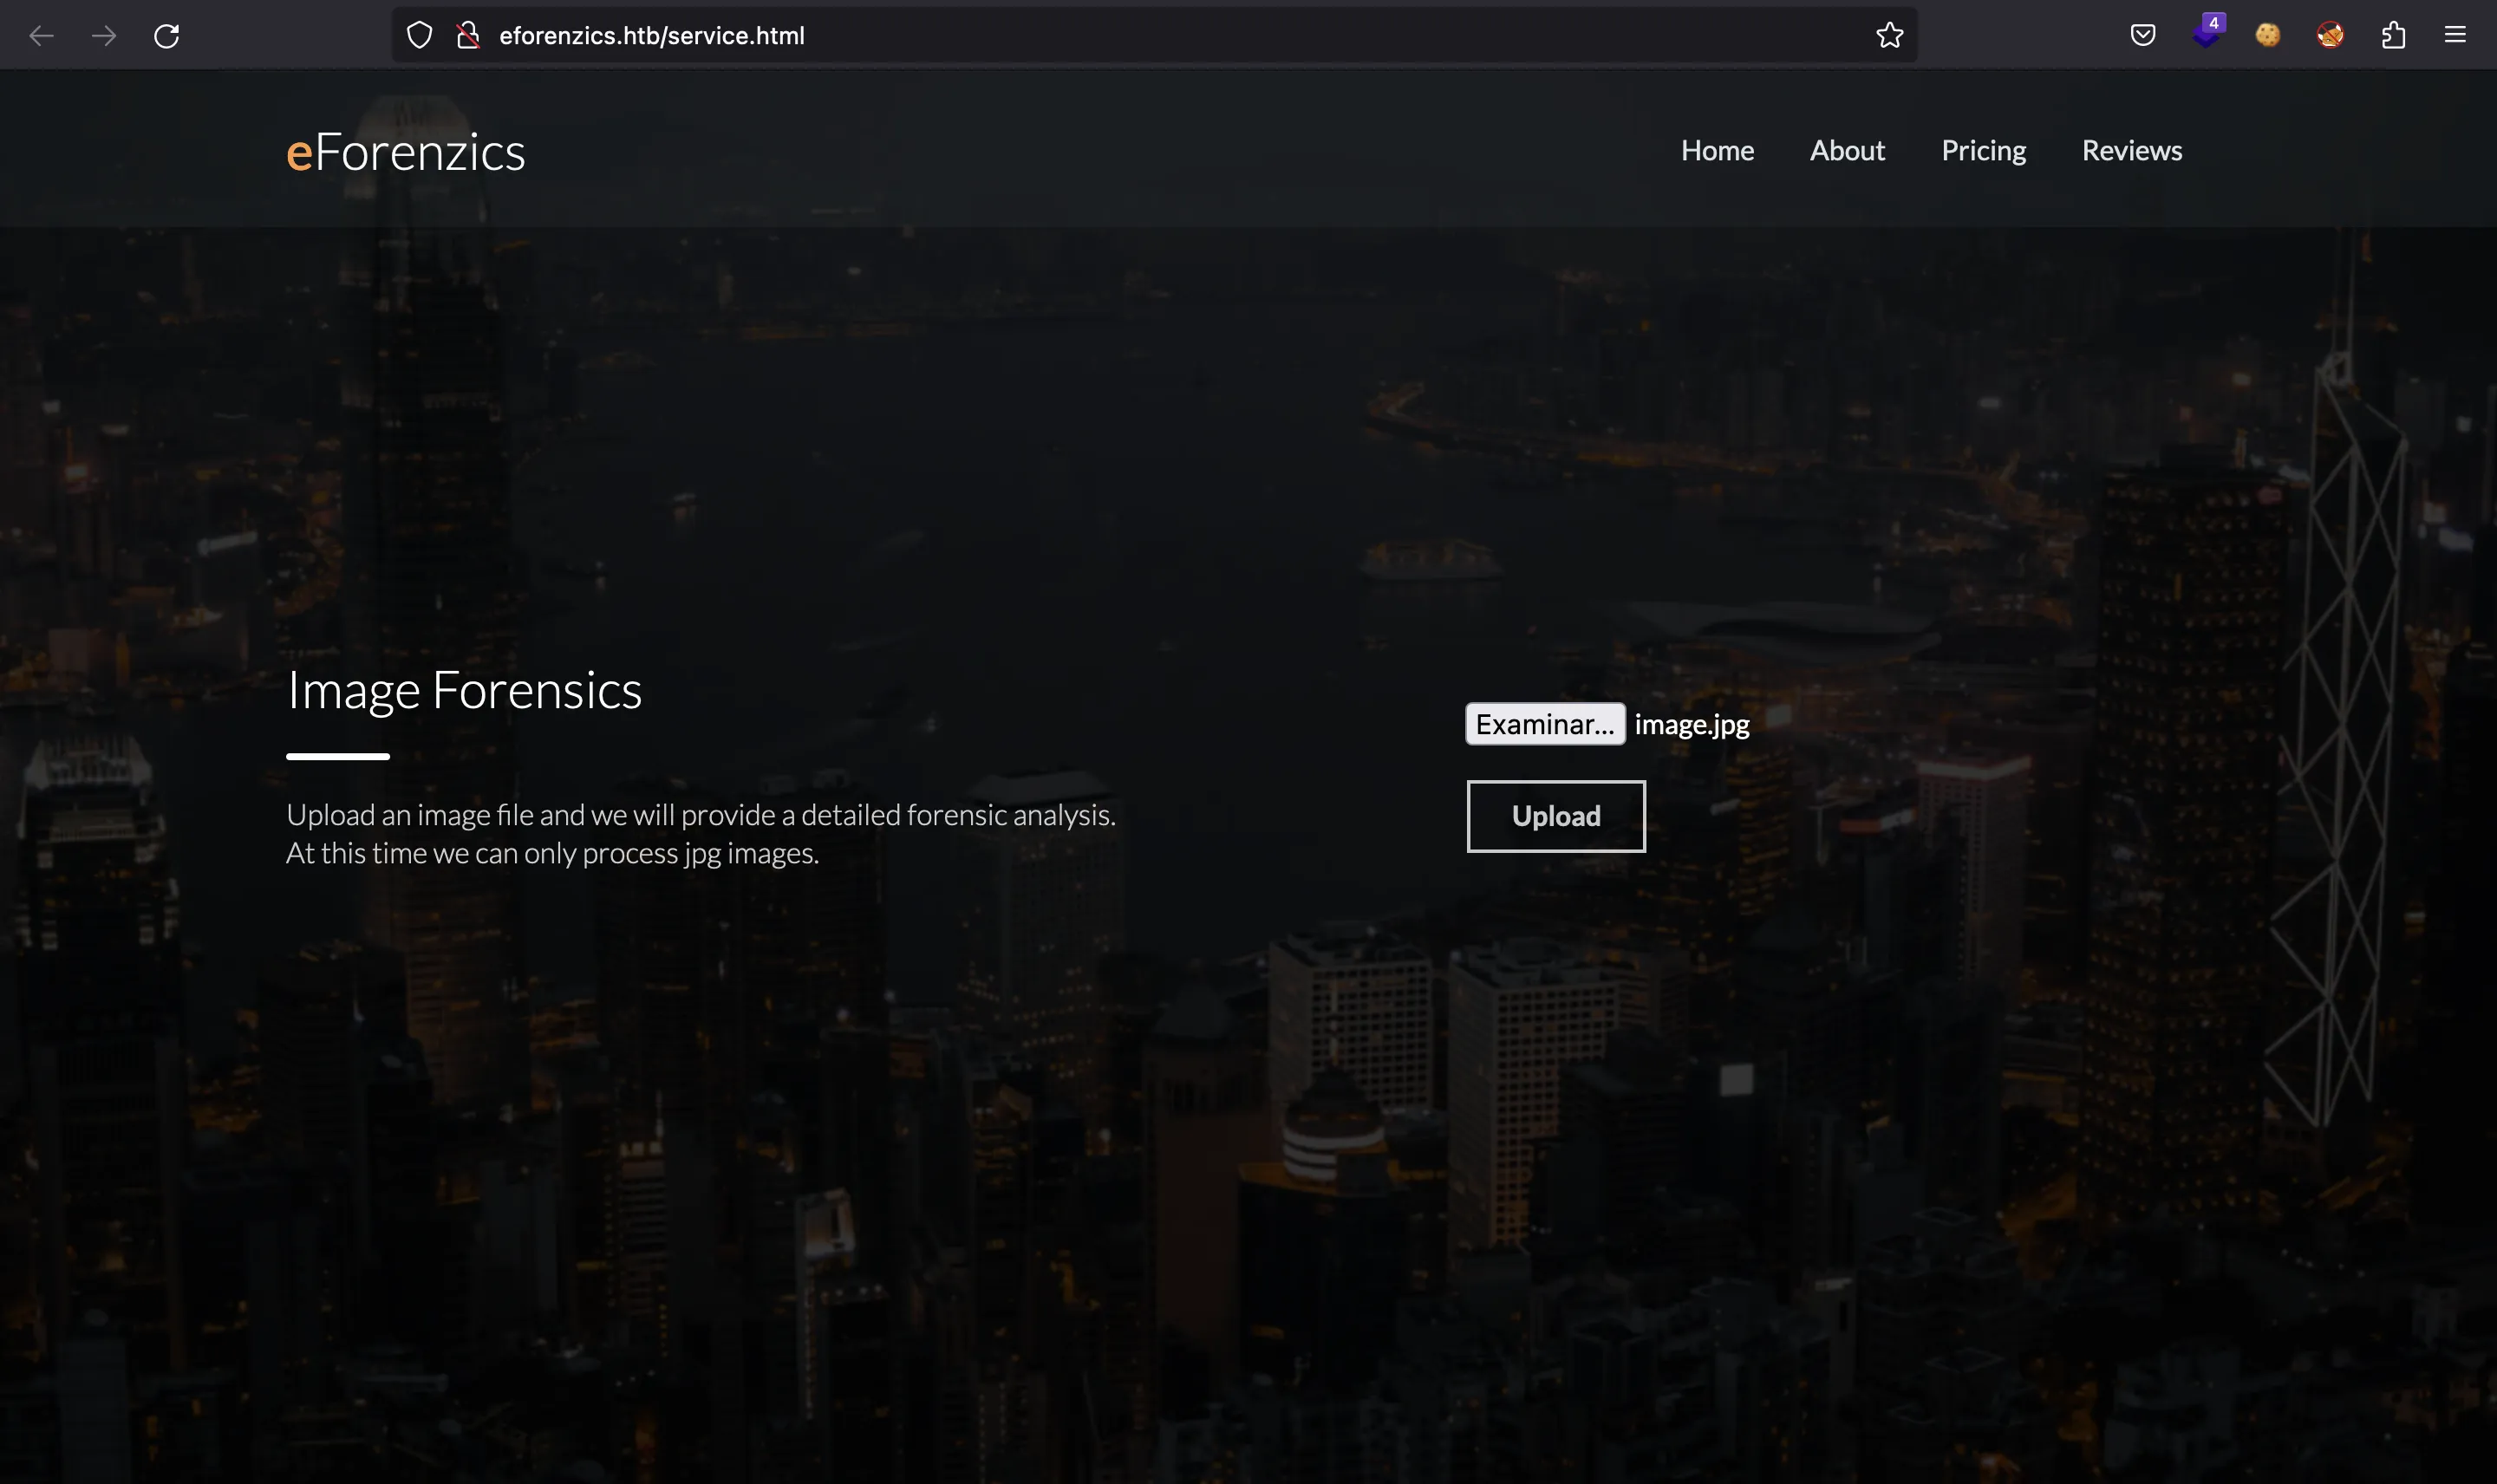 eforenzics.htb/service.html
4
eForenzics
Home About Pricing Reviews
Image Forensics
Examinar... image.jpg
Upload an image file and we will provide a detailed forensic analysis.
At this time we can only process jpg images.
Upload